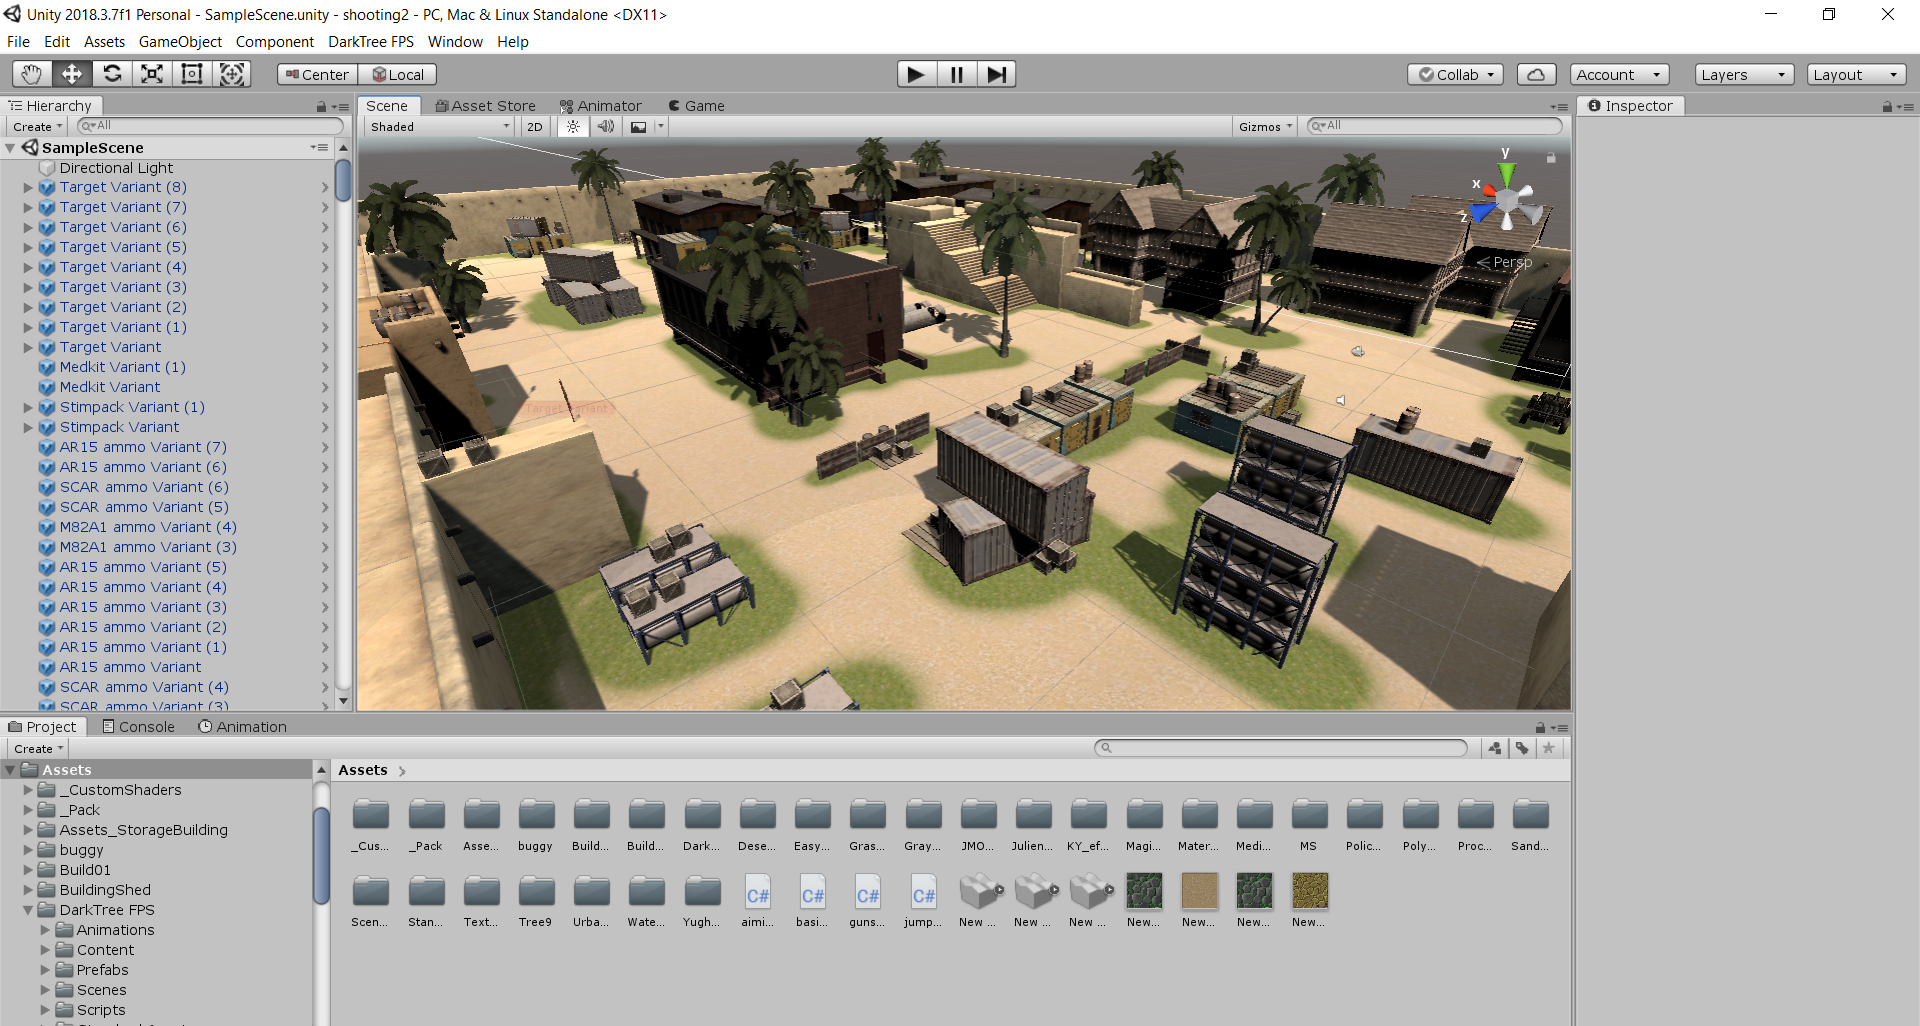 Unity 2018.3.7f1 Personal - SampleScene.unity - shooting2 - PC, Mac & Linux Standalone <DX11>
File Edit Assets GameObject Component DarkTree FPS Window Help
Center Local Collab Account Layers Layout
Hierarchy
Create All
SampleScene
Directional Light
Target Variant (8)
Target Variant (7)
Target Variant (6)
Target Variant (5)
Target Variant (4)
Target Variant (3)
Target Variant (2)
Target Variant (1)
Target Variant
Medkit Variant (1)
Medkit Variant
Stimpack Variant (1)
Stimpack Variant
AR15 ammo Variant (7)
AR15 ammo Variant (6)
SCAR ammo Variant (6)
SCAR ammo Variant (5)
M82A1 ammo Variant (4)
M82A1 ammo Variant (3)
AR15 ammo Variant (5)
AR15 ammo Variant (4)
AR15 ammo Variant (3)
AR15 ammo Variant (2)
AR15 ammo Variant (1)
AR15 ammo Variant
SCAR ammo Variant (4)
SCAR ammo Variant (3)
Scene Asset Store Animator Game
Shaded 2D Gizmos All
y
x
z
Persp
Target Variant
Inspector
Project Console Animation
Create
Assets
_CustomShaders
_Pack
Assets_StorageBuilding
buggy
Build01
BuildingShed
DarkTree FPS
Animations
Content
Prefabs
Scenes
Scripts
Assets
_Cus... _Pack Asse... buggy Build... Build... Dark... Dese... Easy... Gras... Gray... JMO... Julien... KY_ef... Magi... Mater... Medi... MS Polic... Poly... Proc... Sand...
C# C# C# C#
Scen... Stan... Text... Tree9 Urba... Wate... Yugh... aimi... basi... guns... jump... New ... New ... New ... New... New... New... New...